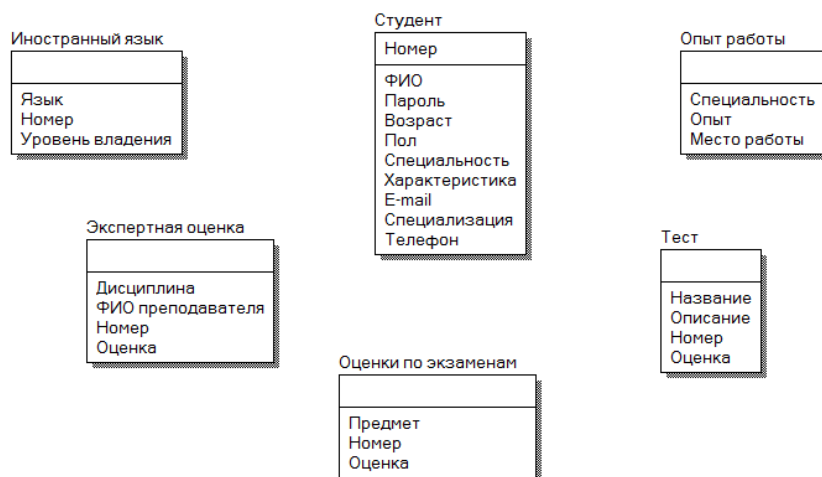 Иностранный язык
Язык
Номер
Уровень владения
Студент
Номер
ФИО
Пароль
Возраст
Пол
Специальность
Характеристика
E-mail
Специализация
Телефон
Опыт работы
Специальность
Опыт
Место работы
Экспертная оценка
Дисциплина
ФИО преподавателя
Номер
Оценка
Тест
Название
Описание
Номер
Оценка
Оценки по экзаменам
Предмет
Номер
Оценка